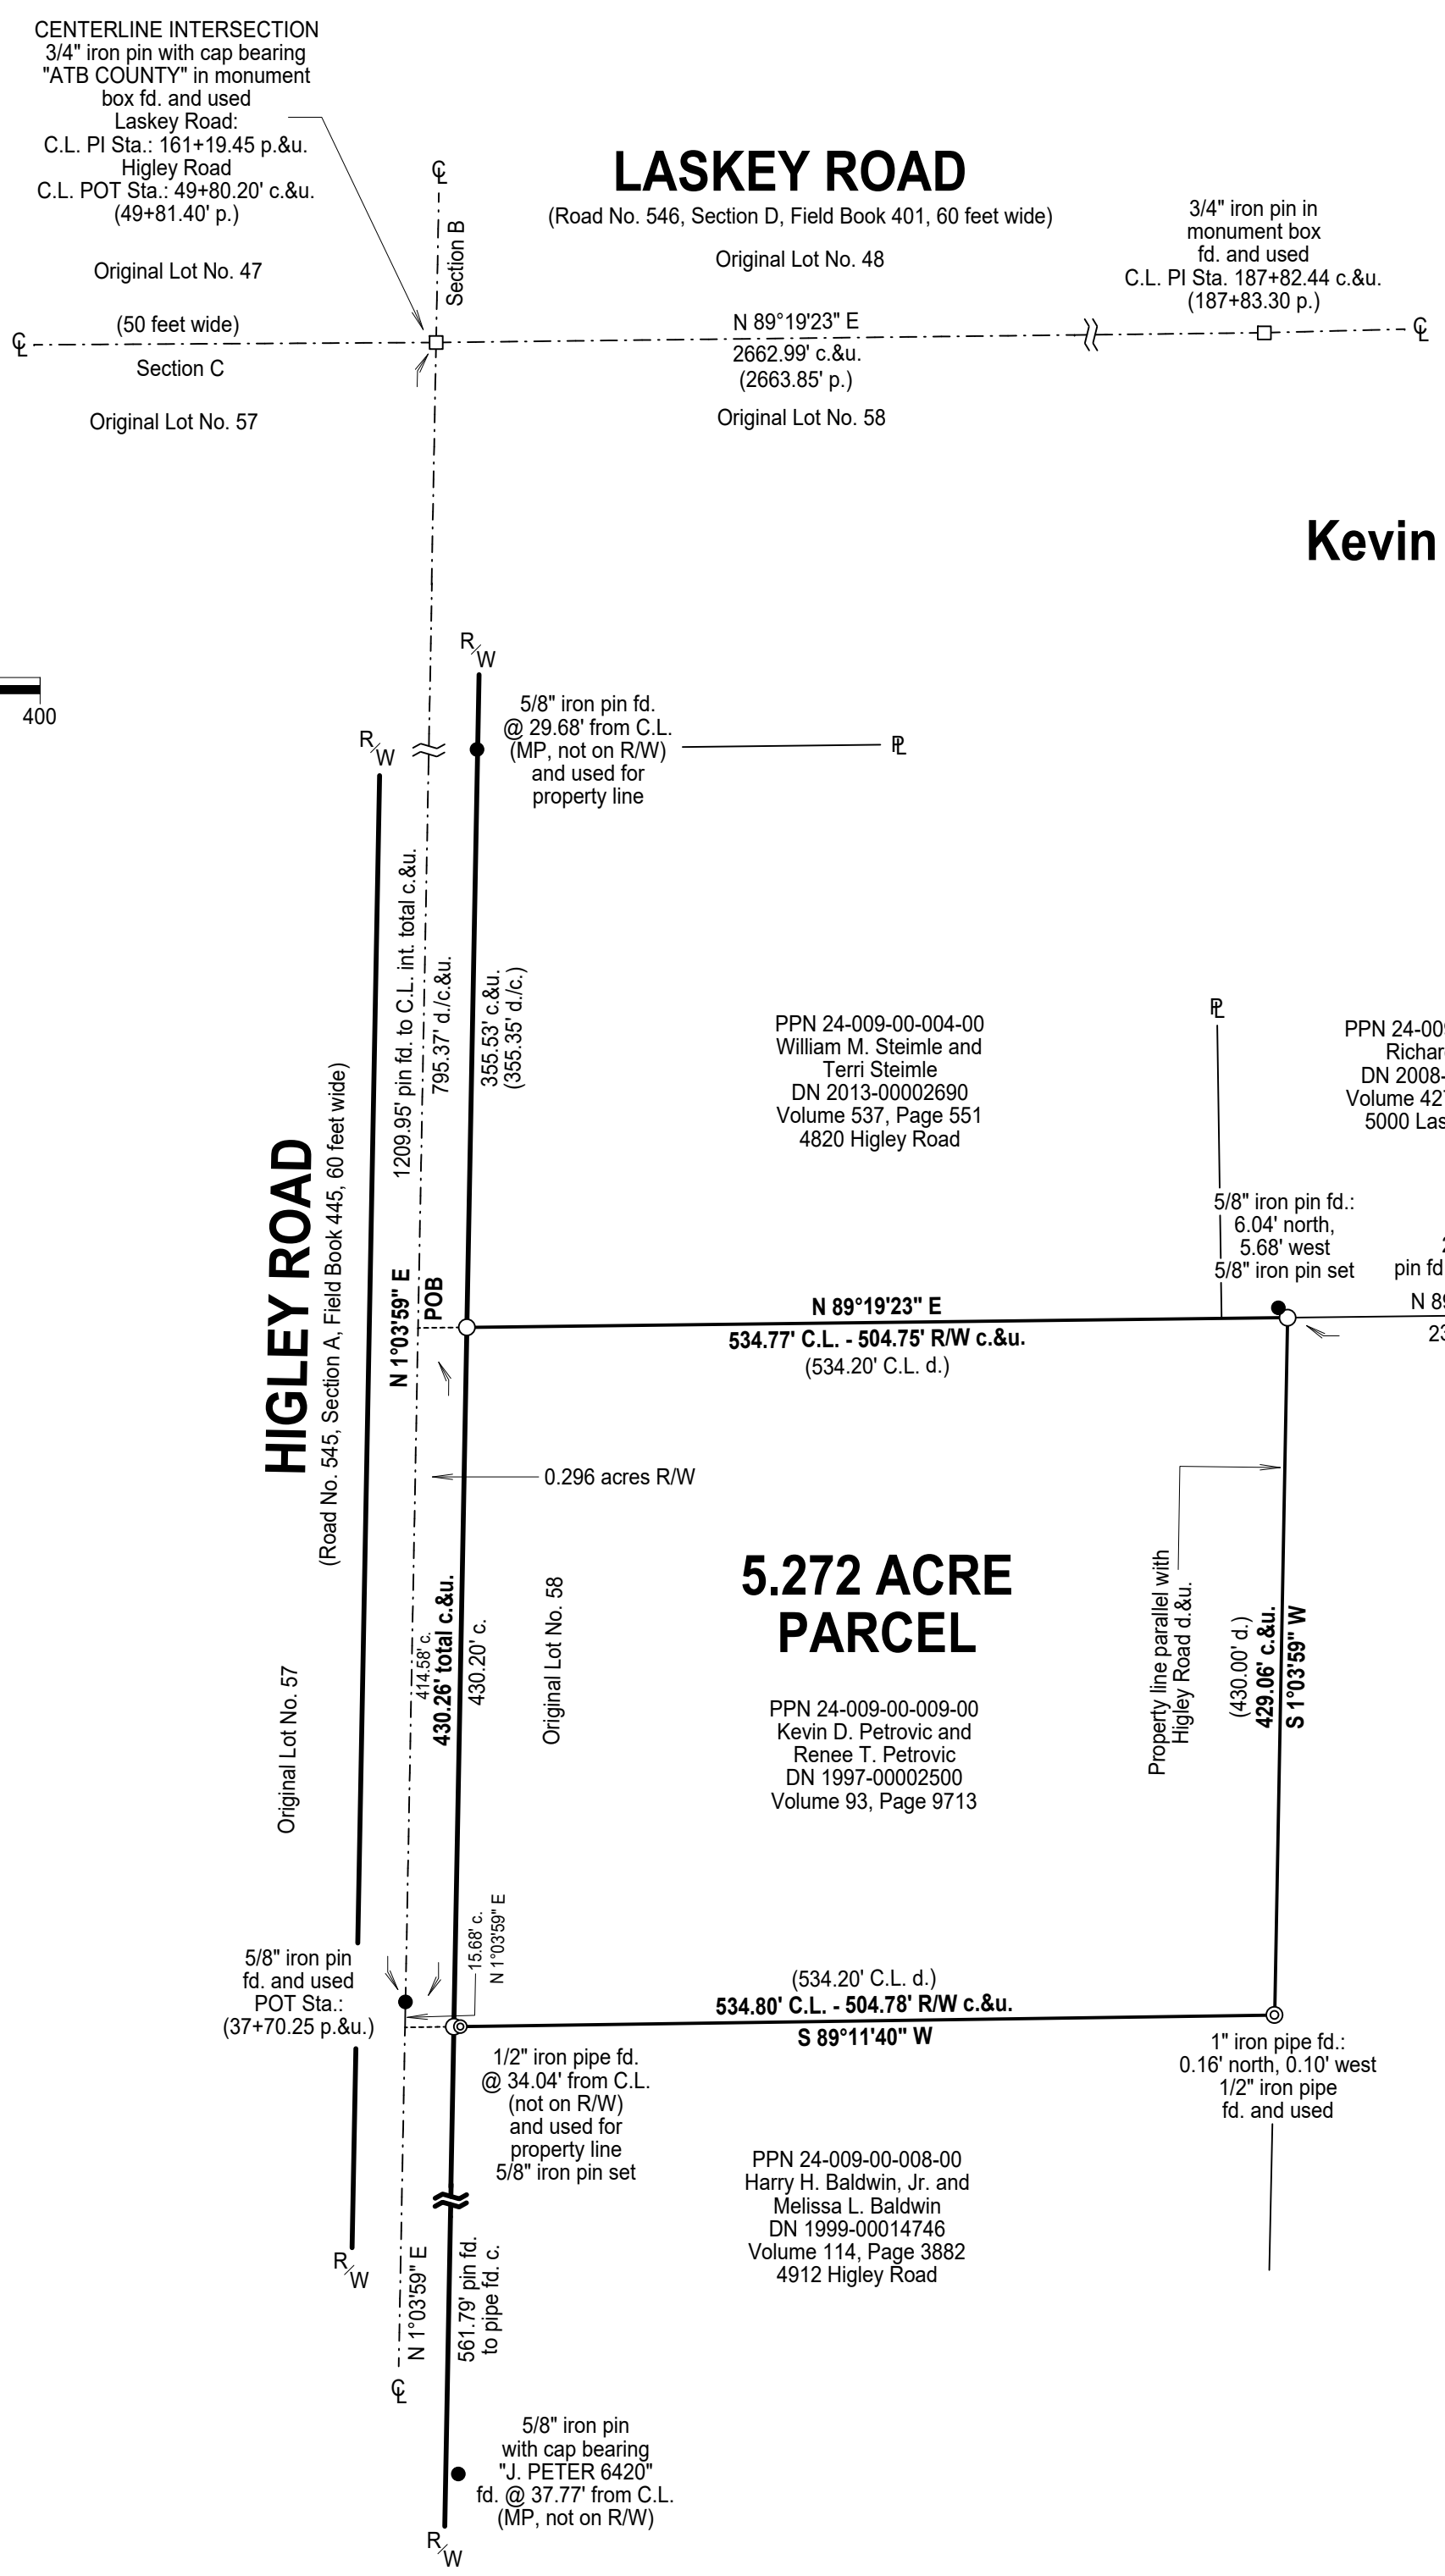 CENTERLINE INTERSECTION
3/4" iron pin with cap bearing
"ATB COUNTY" in monument
box fd. and used
Laskey Road:
C.L. PI Sta.: 161+19.45 p.&u.
Higley Road
C.L. POT Sta.: 49+80.20' c.&u.
(49+81.40' p.)
Original Lot No. 47
(50 feet wide)
℄
Section C
Original Lot No. 57
℄
Section B
LASKEY ROAD
(Road No. 546, Section D, Field Book 401, 60 feet wide)
Original Lot No. 48
N 89°19'23" E
2662.99' c.&u.
(2663.85' p.)
Original Lot No. 58
3/4" iron pin in
monument box
fd. and used
C.L. PI Sta. 187+82.44 c.&u.
(187+83.30 p.)
℄
Kevin
400
R/W
R/W
5/8" iron pin fd.
@ 29.68' from C.L.
(MP, not on R/W)
and used for
property line
PL
HIGLEY ROAD
(Road No. 545, Section A, Field Book 445, 60 feet wide)
1209.95' pin fd. to C.L. int. total c.&u.
795.37' d./c.&u.
355.53' c.&u.
(355.35' d./c.)
N 1°03'59" E
POB
PPN 24-009-00-004-00
William M. Steimle and
Terri Steimle
DN 2013-00002690
Volume 537, Page 551
4820 Higley Road
PL
PPN 24-009
Richar
DN 2008-
Volume 427
5000 Las
5/8" iron pin fd.:
6.04' north,
5.68' west
5/8" iron pin set
2
pin fd
N 89
23
N 89°19'23" E
534.77' C.L. - 504.75' R/W c.&u.
(534.20' C.L. d.)
0.296 acres R/W
5.272 ACRE
PARCEL
PPN 24-009-00-009-00
Kevin D. Petrovic and
Renee T. Petrovic
DN 1997-00002500
Volume 93, Page 9713
Original Lot No. 57
414.58' c.
430.26' total c.&u.
430.20' c.
Original Lot No. 58
Property line parallel with
Higley Road d.&u.
(430.00' d.)
429.06' c.&u.
S 1°03'59" W
15.68' c.
N 1°03'59" E
5/8" iron pin
fd. and used
POT Sta.:
(37+70.25 p.&u.)
(534.20' C.L. d.)
534.80' C.L. - 504.78' R/W c.&u.
S 89°11'40" W
1/2" iron pipe fd.
@ 34.04' from C.L.
(not on R/W)
and used for
property line
5/8" iron pin set
1" iron pipe fd.:
0.16' north, 0.10' west
1/2" iron pipe
fd. and used
PPN 24-009-00-008-00
Harry H. Baldwin, Jr. and
Melissa L. Baldwin
DN 1999-00014746
Volume 114, Page 3882
4912 Higley Road
R/W
N 1°03'59" E
561.79' pin fd.
to pipe fd. c.
℄
5/8" iron pin
with cap bearing
"J. PETER 6420"
fd. @ 37.77' from C.L.
(MP, not on R/W)
R/W